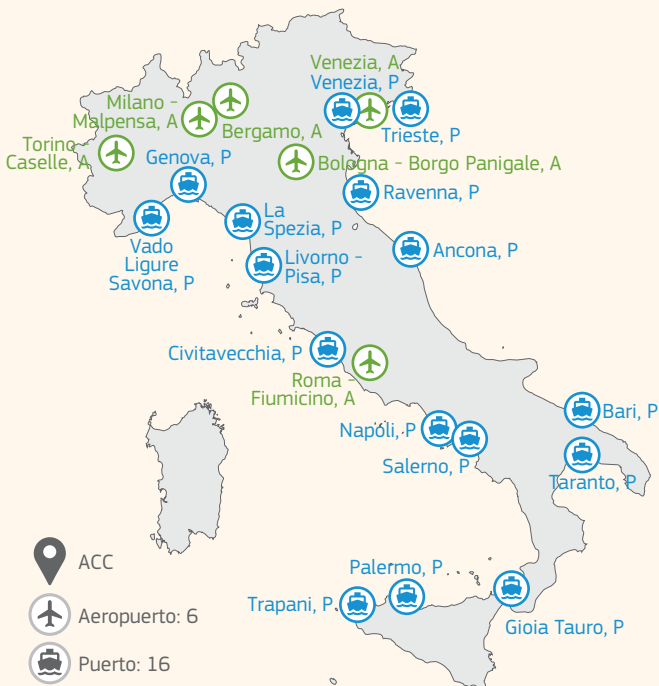 Venezia, A
Venezia, P
Milano -
Malpensa, A
Bergamo, A
Trieste, P
Torino
Caselle, A
Genova, P
Bologna - Borgo Panigale, A
Ravenna, P
La
Spezia, P
Vado
Ligure
Savona, P
Livorno -
Pisa, P
Ancona, P
Civitavecchia, P
Roma -
Fiumicino, A
Napoli, P
Salerno, P
Bari, P
Taranto, P
Palermo, P
Trapani, P
Gioia Tauro, P
ACC
Aeropuerto: 6
Puerto: 16